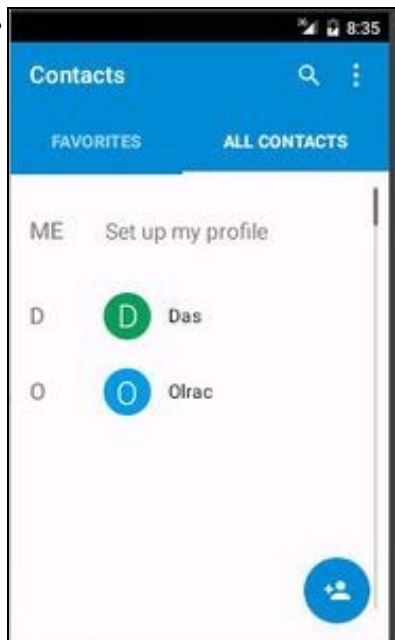 8:35
Contacts
FAVORITES ALL CONTACTS
ME Set up my profile
D D Das
O O Olrac